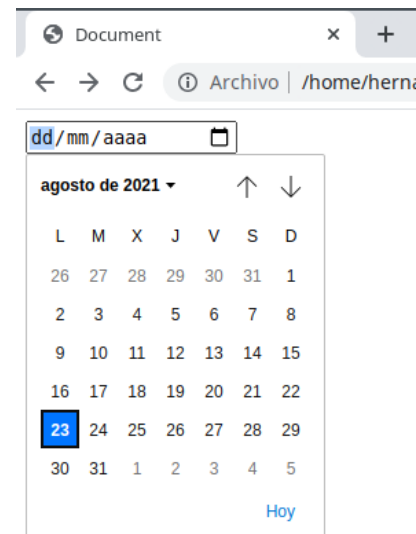 Document
Archivo | /home/herna
dd/mm/aaaa
agosto de 2021
L M X J V S D
26 27 28 29 30 31 1
2 3 4 5 6 7 8
9 10 11 12 13 14 15
16 17 18 19 20 21 22
23 24 25 26 27 28 29
30 31 1 2 3 4 5
Hoy